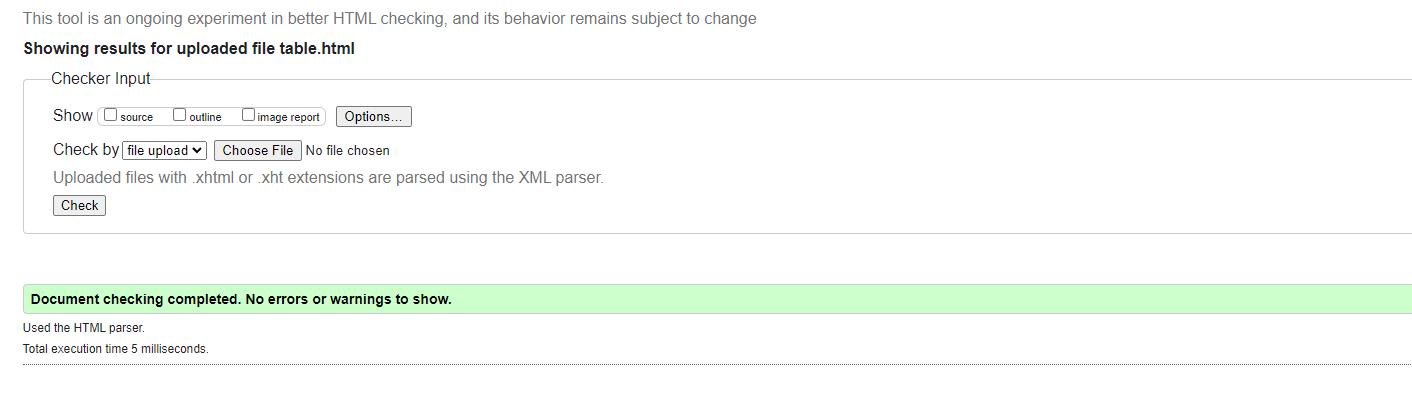 This tool is an ongoing experiment in better HTML checking, and its behavior remains subject to change
Showing results for uploaded file table.html
Checker Input
Show source outline image report Options...
Check by file upload Choose File No file chosen
Uploaded files with .xhtml or .xht extensions are parsed using the XML parser.
Check
Document checking completed. No errors or warnings to show.
Used the HTML parser.
Total execution time 5 milliseconds.